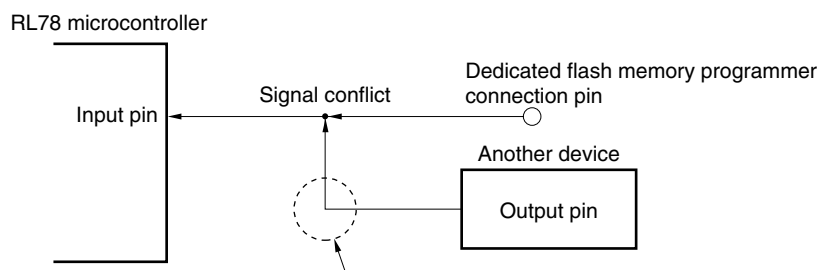 RL78 microcontroller
Dedicated flash memory programmer
connection pin
Signal conflict
Input pin
Another device
Output pin